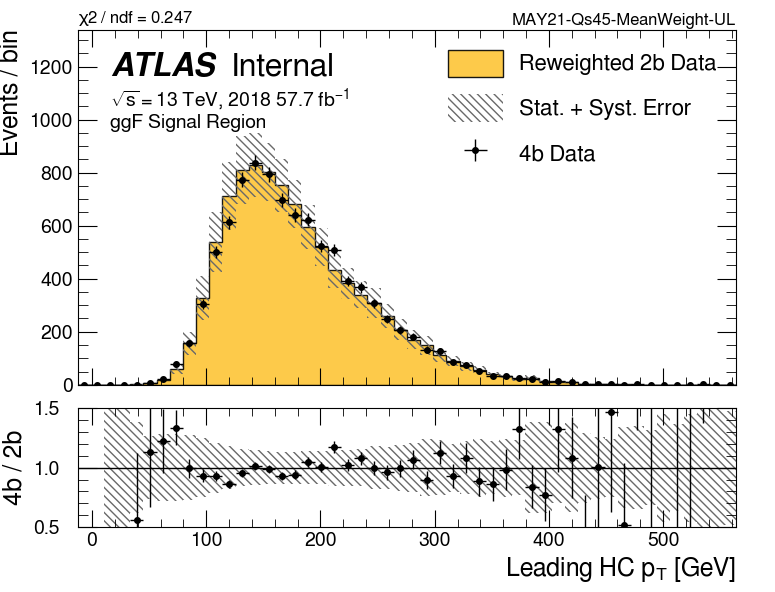 χ2 / ndf = 0.247
MAY21-Qs45-MeanWeight-UL
ATLAS Internal
√s = 13 TeV, 2018 57.7 fb−1
ggF Signal Region
Reweighted 2b Data
Stat. + Syst. Error
4b Data
Events / bin
1200
1000
800
600
400
200
0
4b / 2b
1.5
1.0
0.5
0 100 200 300 400 500
Leading HC pT [GeV]